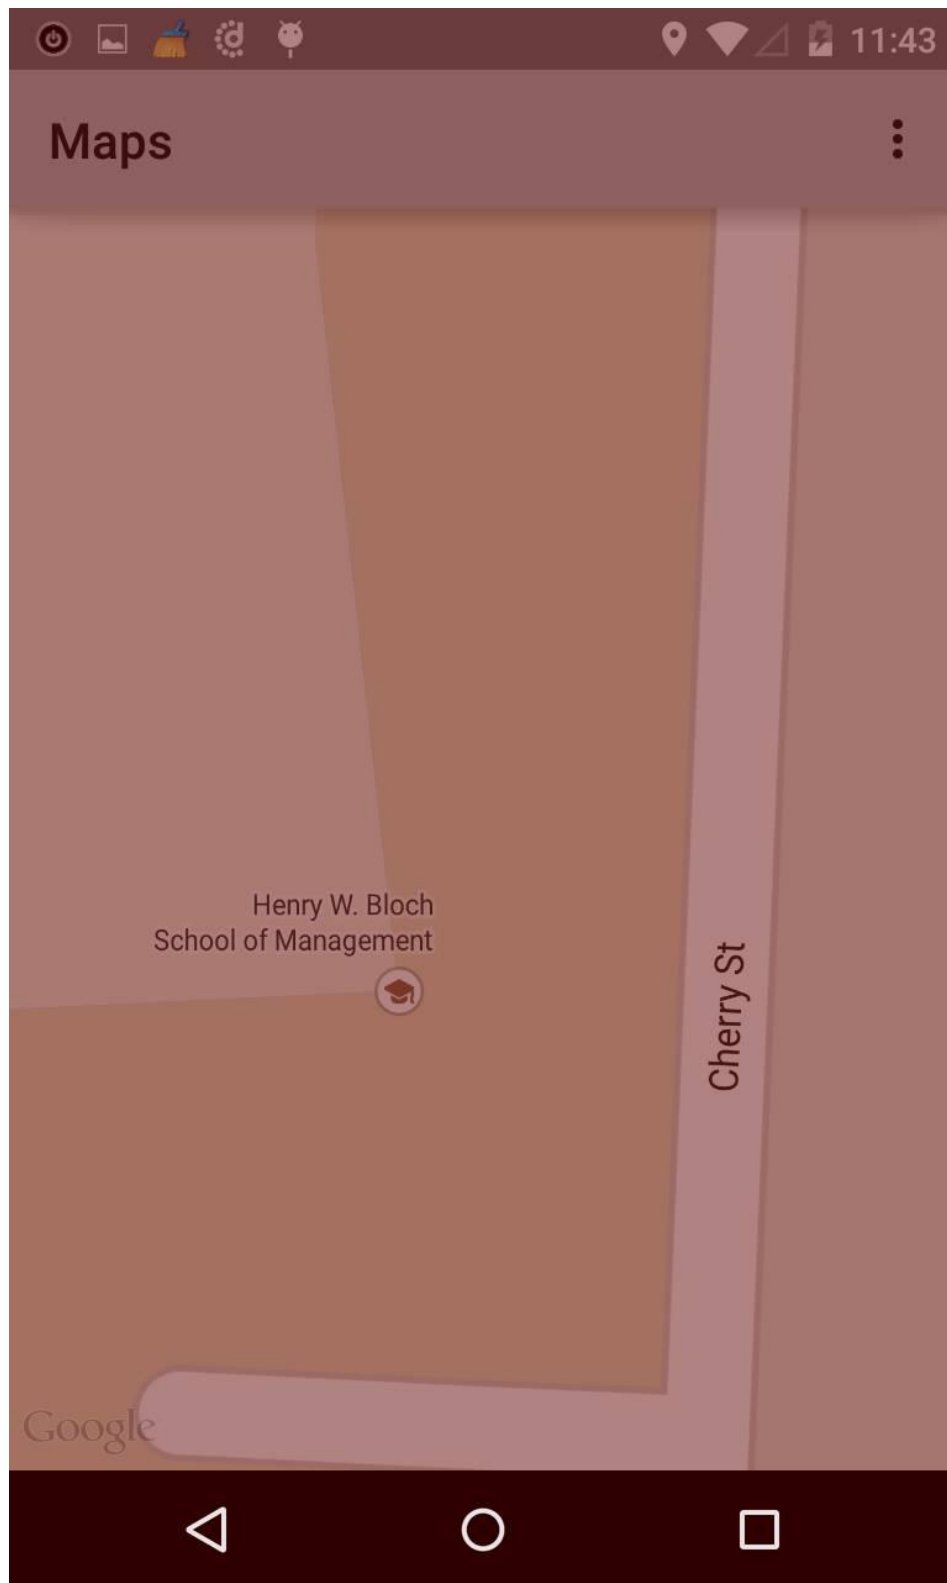 11:43
Maps
Henry W. Bloch
School of Management
Cherry St
Google